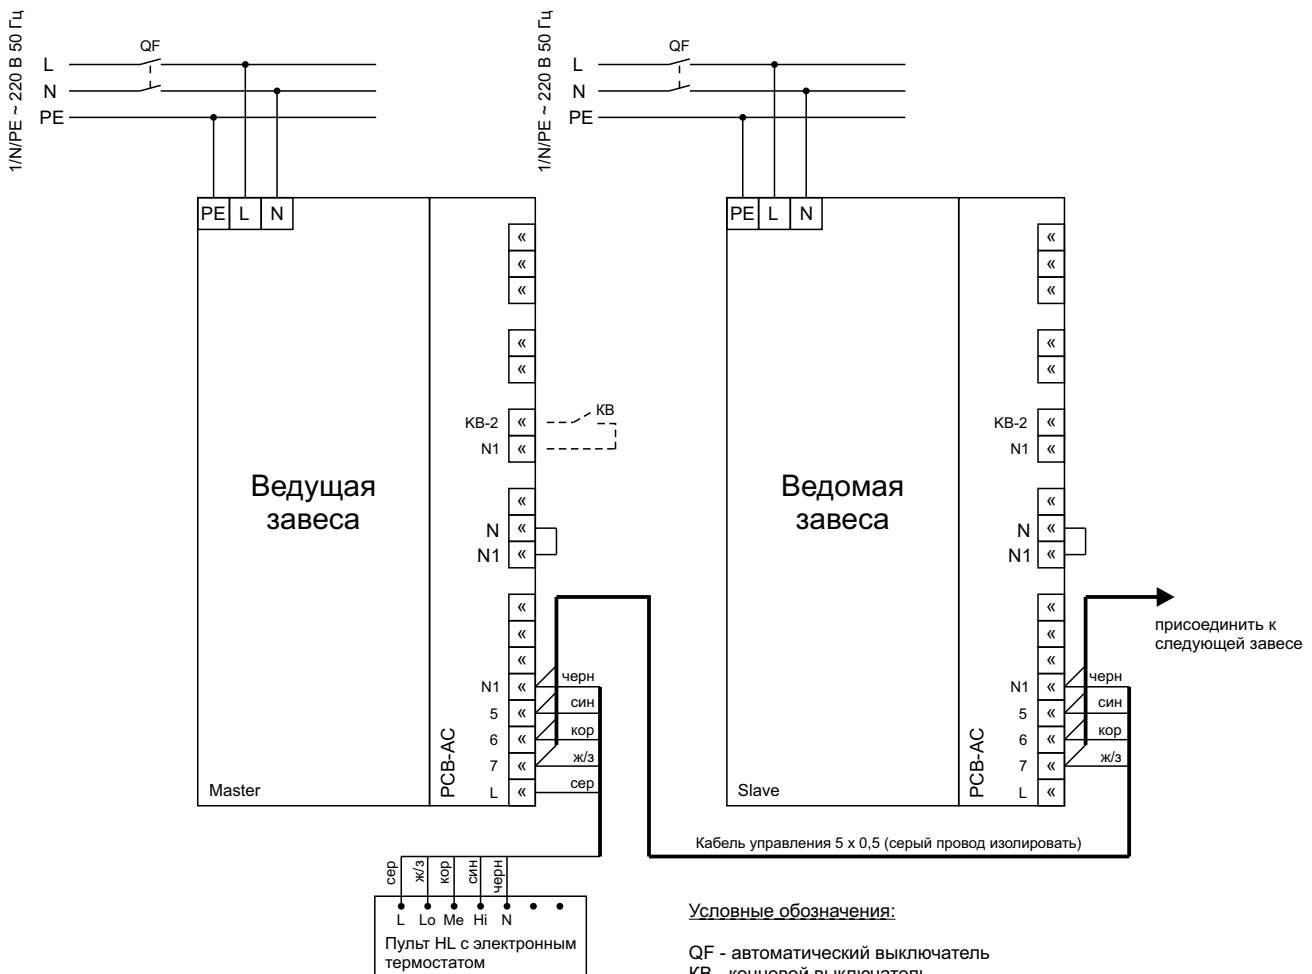 1/N/PE ~ 220 В 50 Гц
QF
L
N
PE
1/N/PE ~ 220 В 50 Гц
QF
L
N
PE
PE L N
«
«
«
«
«
КВ-2 «
N1 «
КВ
«
N «
N1 «
«
«
«
N1 « черн
5 « син
6 « кор
7 « ж/з
L « сер
Ведущая
завеса
Master
PCB-AC
PE L N
«
«
«
«
«
КВ-2 «
N1 «
«
N «
N1 «
«
«
«
N1 « черн
5 « син
6 « кор
7 « ж/з
L «
Ведомая
завеса
Slave
PCB-AC
присоединить к
следующей завесе
Кабель управления 5 x 0,5 (серый провод изолировать)
сер ж/з кор син черн
L Lo Me Hi N
Пульт HL с электронным
термостатом
Условные обозначения:
QF - автоматический выключатель
КВ - концевой выключатель